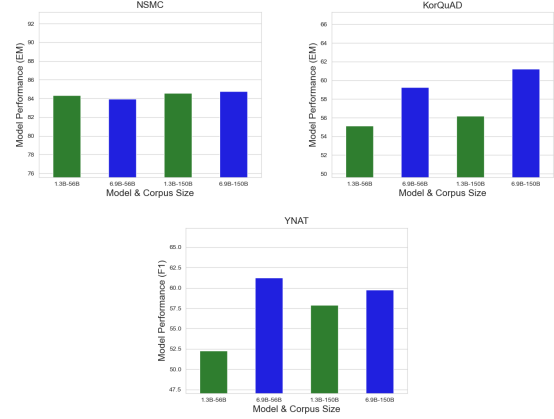 NSMC
Model Performance (EM)
92
90
88
86
84
82
80
78
76
1.3B-56B 6.9B-56B 1.3B-150B 6.9B-150B
Model & Corpus Size
KorQuAD
Model Performance (EM)
66
64
62
60
58
56
54
52
50
1.3B-56B 6.9B-56B 1.3B-150B 6.9B-150B
Model & Corpus Size
YNAT
Model Performance (F1)
65.0
62.5
60.0
57.5
55.0
52.5
50.0
47.5
1.3B-56B 6.9B-56B 1.3B-150B 6.9B-150B
Model & Corpus Size